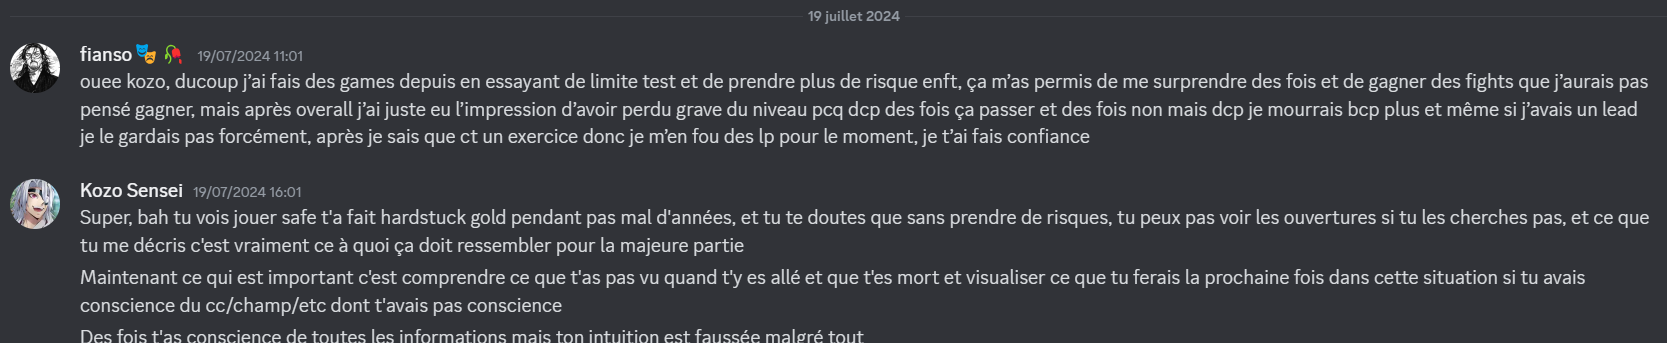 19 juillet 2024
fianso 19/07/2024 11:01
ouee kozo, ducoup j’ai fais des games depuis en essayant de limite test et de prendre plus de risque enft, ça m’as permis de me surprendre des fois et de gagner des fights que j’aurais pas
pensé gagner, mais après overall j’ai juste eu l’impression d’avoir perdu grave du niveau pcq dcp des fois ça passer et des fois non mais dcp je mourrais bcp plus et même si j’avais un lead
je le gardais pas forcément, après je sais que ct un exercice donc je m’en fou des lp pour le moment, je t’ai fais confiance
Kozo Sensei 19/07/2024 16:01
Super, bah tu vois jouer safe t'a fait hardstuck gold pendant pas mal d'années, et tu te doutes que sans prendre de risques, tu peux pas voir les ouvertures si tu les cherches pas, et ce que
tu me décris c'est vraiment ce à quoi ça doit ressembler pour la majeure partie
Maintenant ce qui est important c'est comprendre ce que t'as pas vu quand t'y es allé et que t'es mort et visualiser ce que tu ferais la prochaine fois dans cette situation si tu avais
conscience du cc/champ/etc dont t'avais pas conscience
Des fois t'as conscience de toutes les informations mais ton intuition est faussée malgré tout